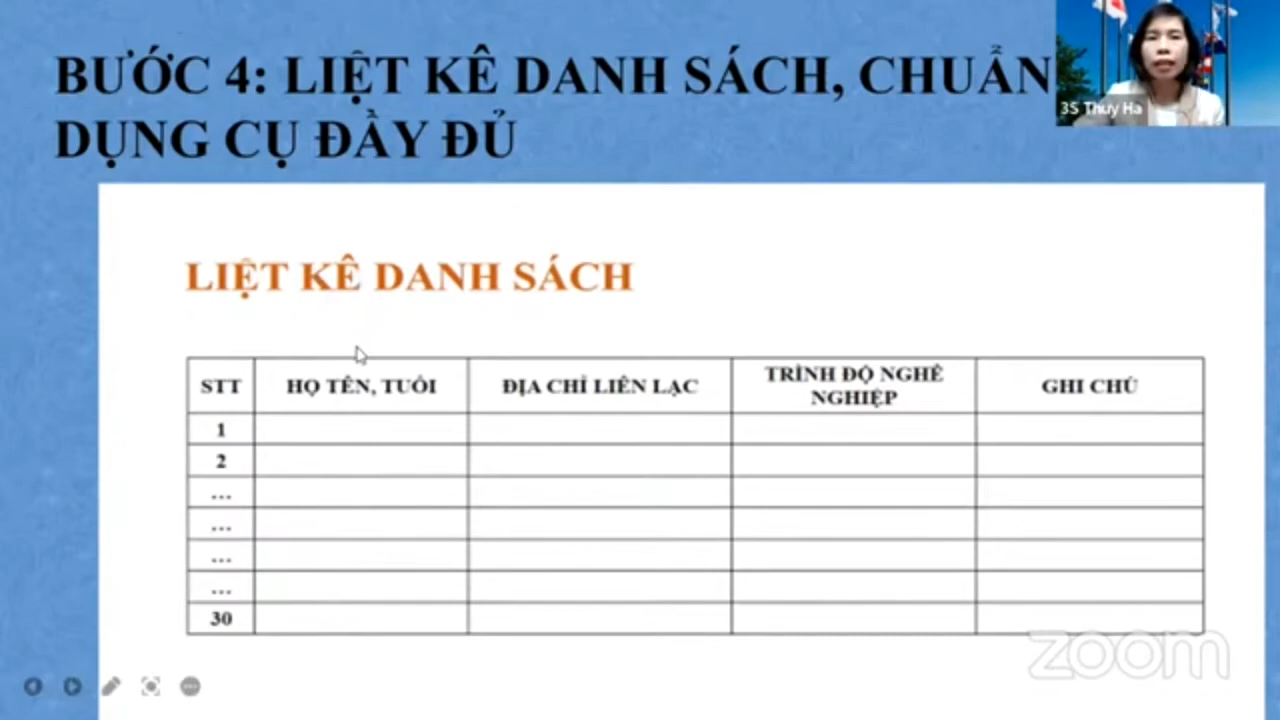 BƯỚC 4: LIỆT KÊ DANH SÁCH, CHUẨN
DỤNG CỤ ĐẦY ĐỦ
3S Thuy Ha
LIỆT KÊ DANH SÁCH
STT HỌ TÊN, TUỔI ĐỊA CHỈ LIÊN LẠC TRÌNH ĐỘ NGHỀ NGHIỆP GHI CHÚ
1
2
...
...
...
...
30
zoom